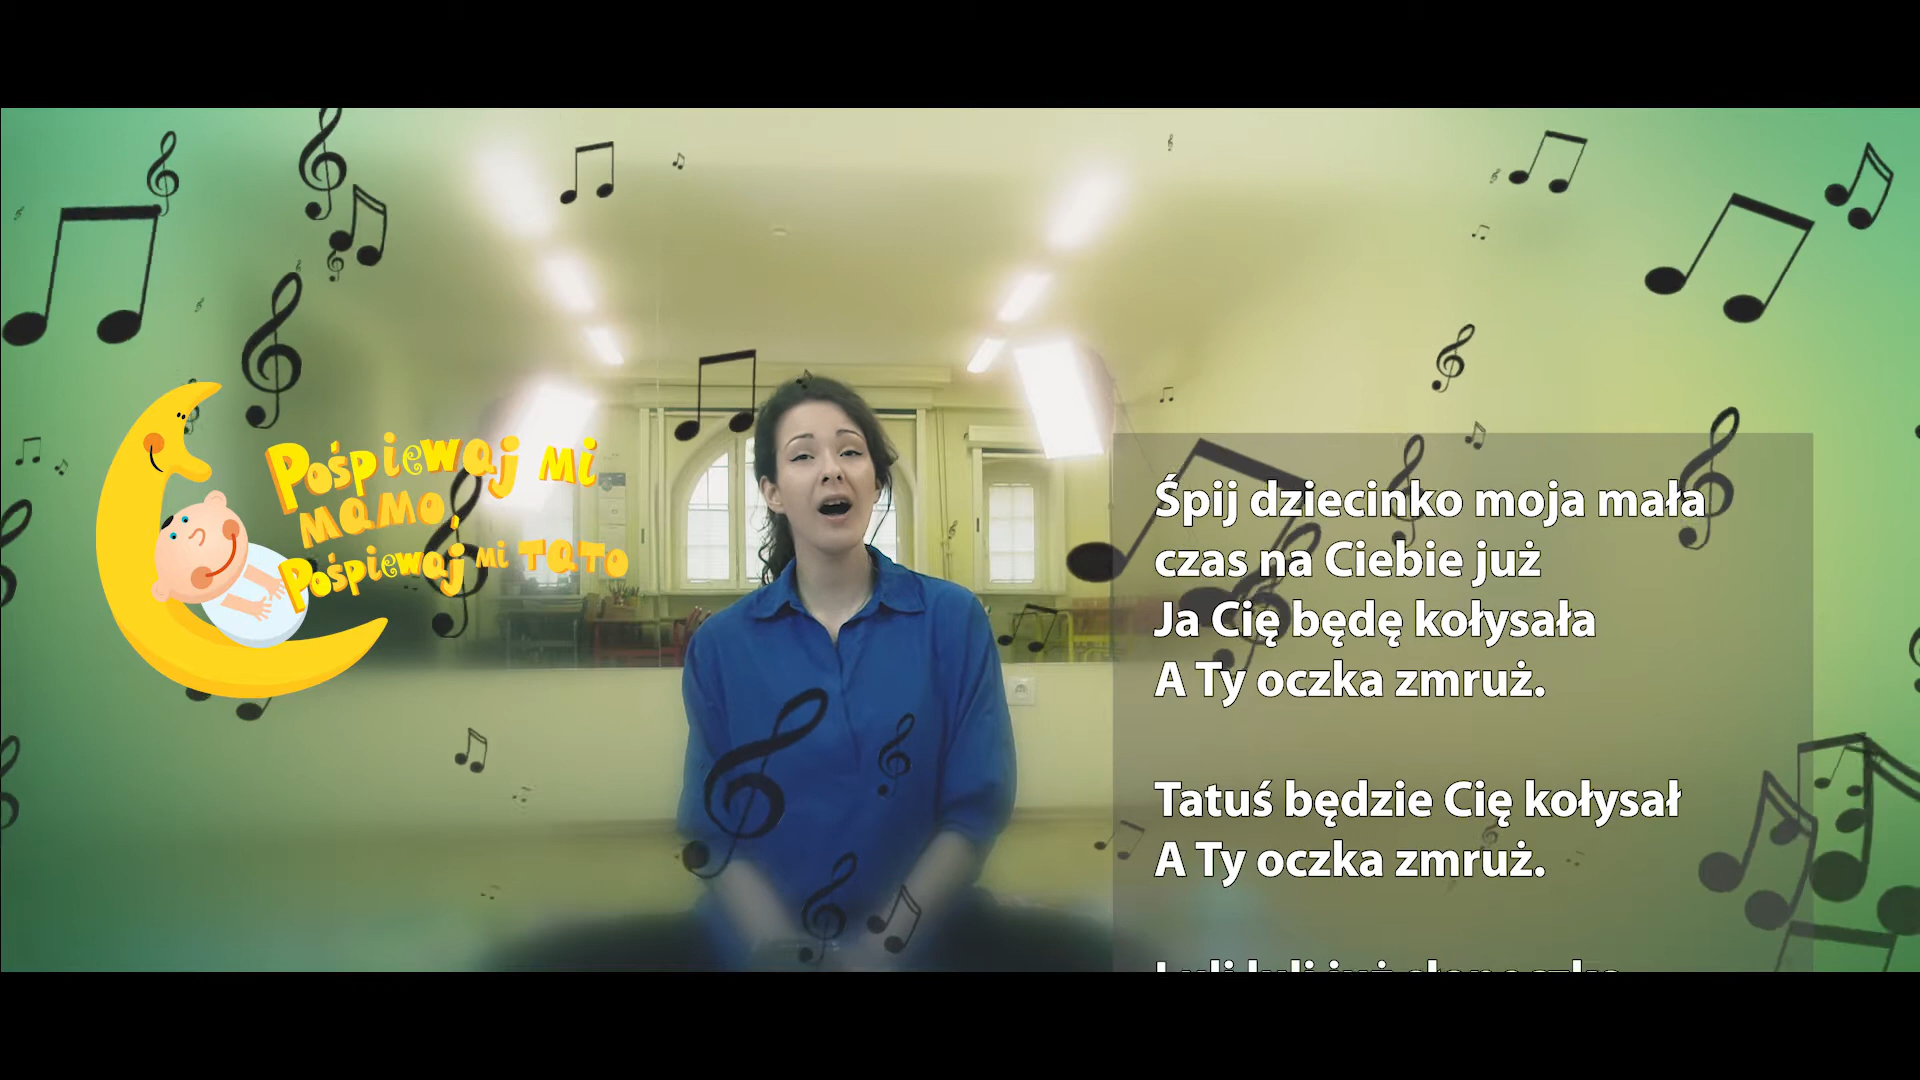 Pośpiewaj mi
mamo,
Pośpiewaj mi tato
Śpij dziecinko moja mała
czas na Ciebie już
Ja Cię będę kołysała
A Ty oczka zmruż.
Tatuś będzie Cię kołysał
A Ty oczka zmruż.